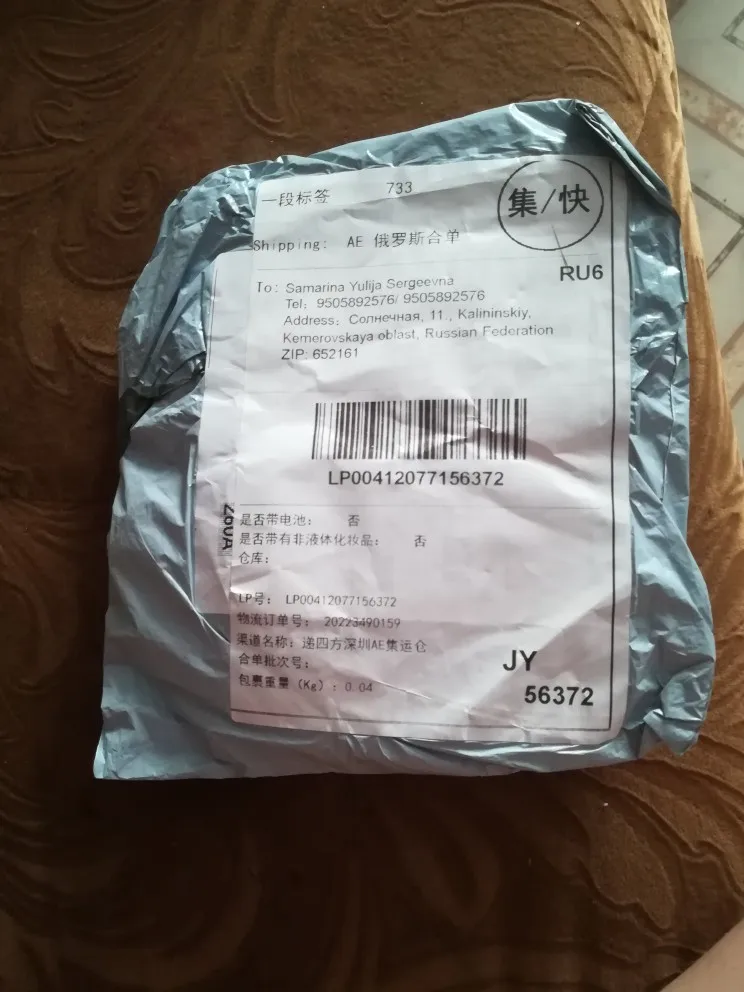 一段标签
733
集/快
Shipping: AE 俄罗斯合单
RU6
To: Samarina Yulija Sergeevna
Tel: 9505892576/ 9505892576
Address: Солнечная, 11., Kalininskiy,
Kemerovskaya oblast, Russian Federation
ZIP: 652161
LP00412077156372
是否带电池： 否
是否带有非液体化妆品： 否
仓库：
LP号: LP00412077156372
物流订单号: 20223490159
渠道名称: 递四方深圳AE集运仓
合单批次号:
包裹重量 (Kg) : 0.04
JY
56372